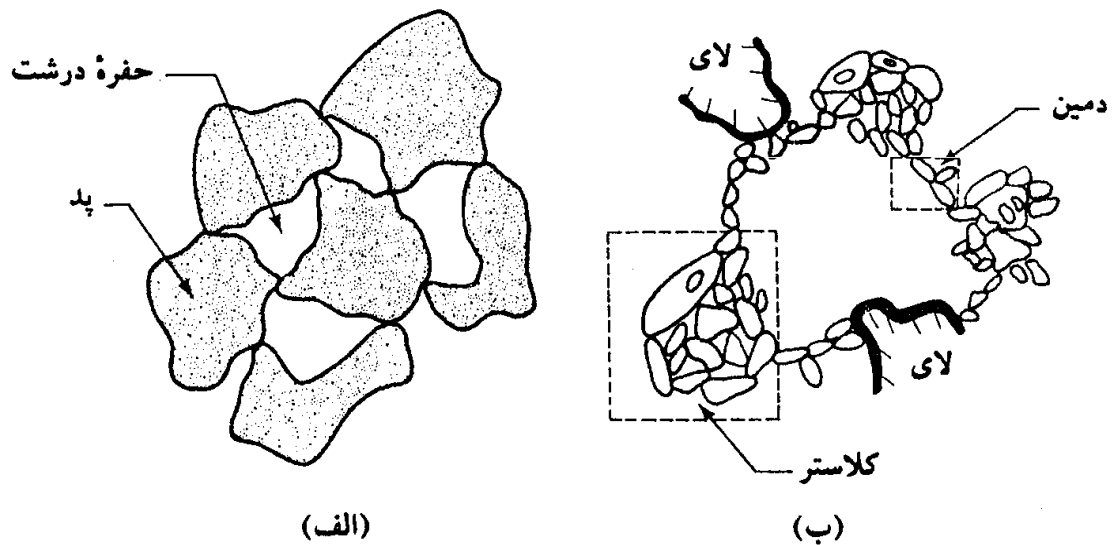 حفرهٔ درشت
پد
(الف)
لای
دمین
لای
کلاستر
(ب)